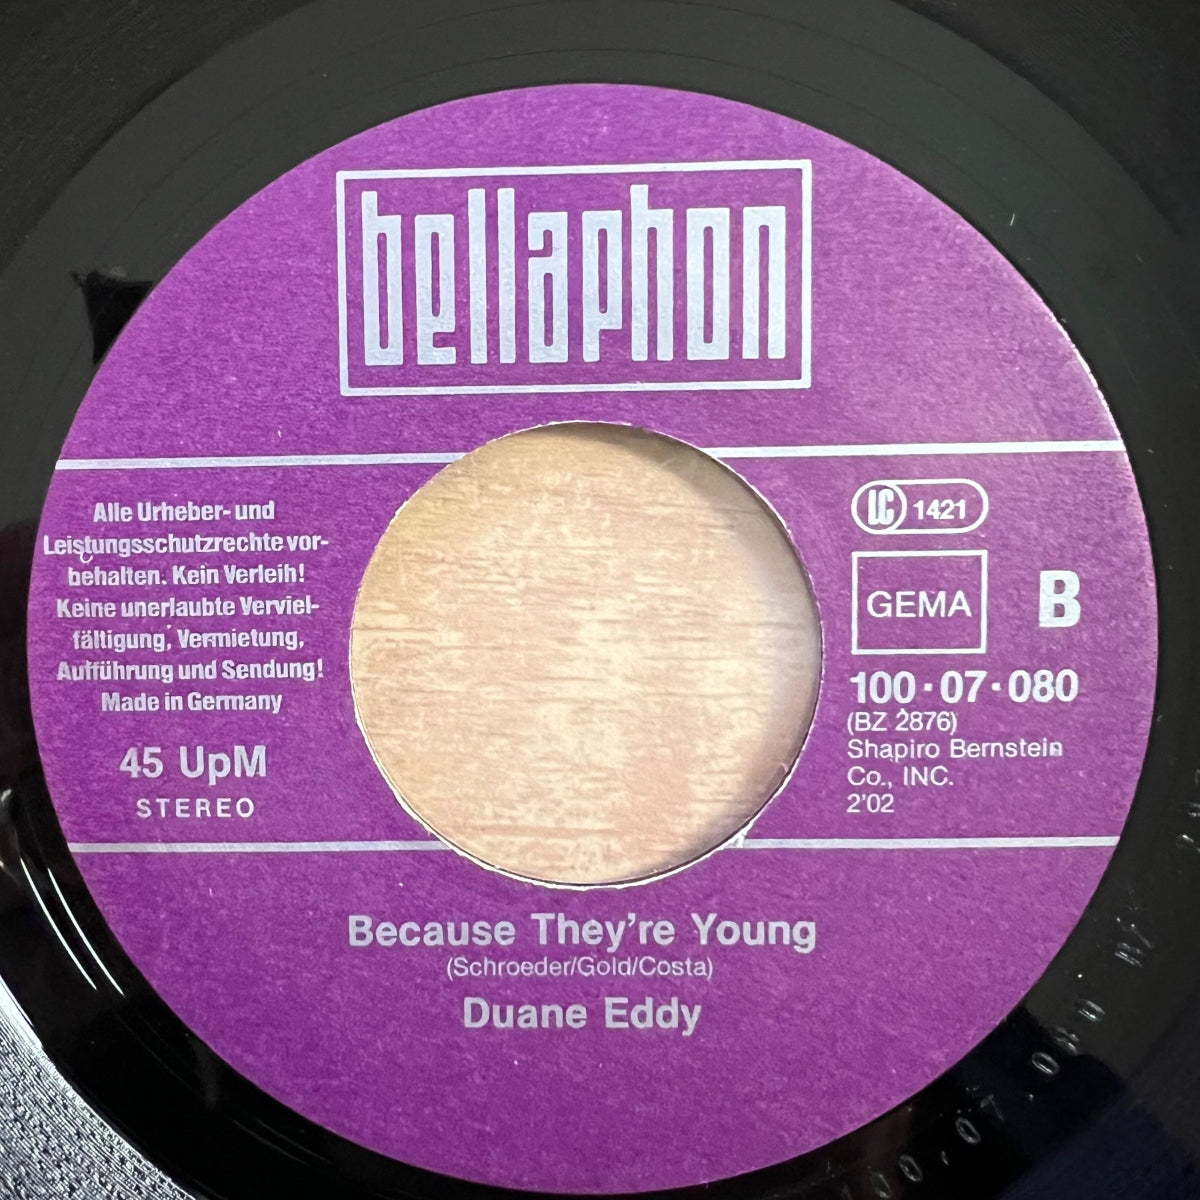 bellaphon
Alle Urheber- und
Leistungsschutzrechte vor-
behalten. Kein Verleih!
Keine unerlaubte Verviel-
fältigung, Vermietung,
Aufführung und Sendung!
Made in Germany
45 UpM
STEREO
LC 1421
GEMA
B
100·07·080
(BZ 2876)
Shapiro Bernstein
Co., INC.
2'02
Because They're Young
(Schroeder/Gold/Costa)
Duane Eddy